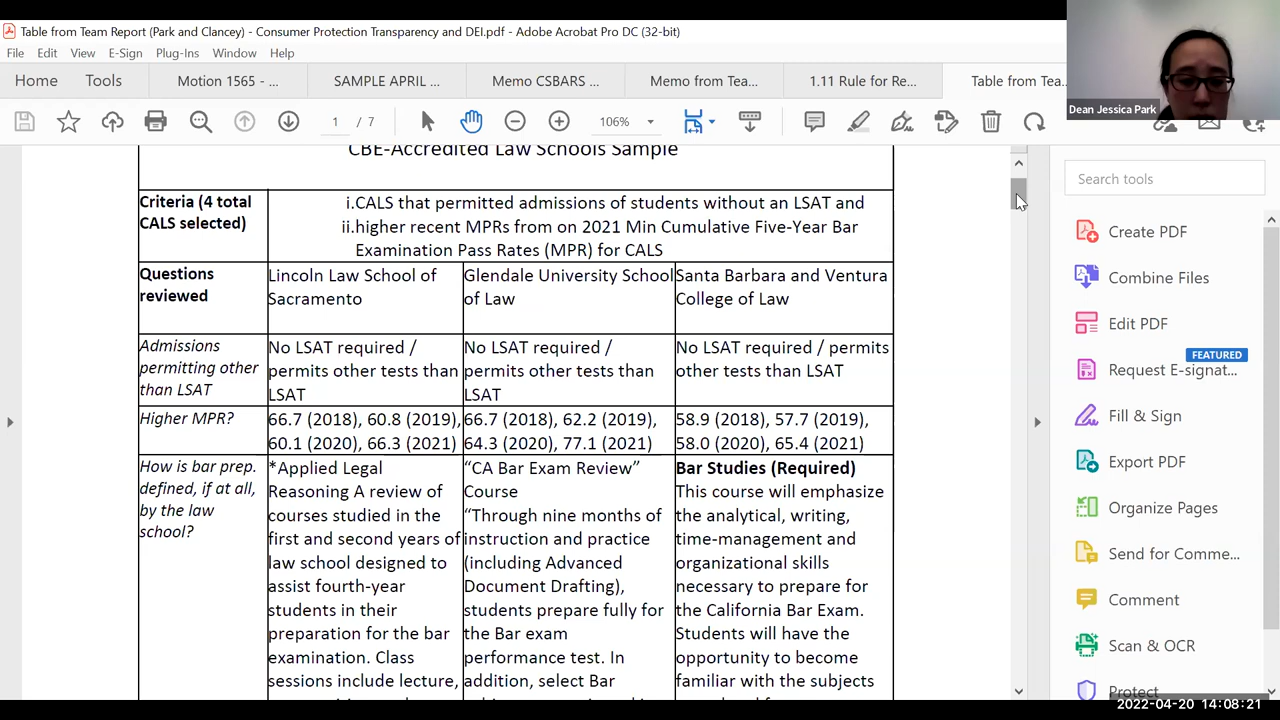 Table from Team Report (Park and Clancey) - Consumer Protection Transparency and DEI.pdf - Adobe Acrobat Pro DC (32-bit)
File Edit View E-Sign Plug-Ins Window Help
Home Tools Motion 1565 - ... SAMPLE APRIL ... Memo CSBARS ... Memo from Tea... 1.11 Rule for Re... Table from Tea...
Dean Jessica Park
1 / 7 106%
CBE-Accredited Law Schools Sample
Criteria (4 total
CALS selected)
i.CALS that permitted admissions of students without an LSAT and
ii.higher recent MPRs from on 2021 Min Cumulative Five-Year Bar
Examination Pass Rates (MPR) for CALS
Questions
reviewed
Lincoln Law School of
Sacramento
Glendale University School
of Law
Santa Barbara and Ventura
College of Law
Admissions
permitting other
than LSAT
No LSAT required /
permits other tests than
LSAT
No LSAT required /
permits other tests than
LSAT
No LSAT required / permits
other tests than LSAT
Higher MPR?
66.7 (2018), 60.8 (2019),
60.1 (2020), 66.3 (2021)
66.7 (2018), 62.2 (2019),
64.3 (2020), 77.1 (2021)
58.9 (2018), 57.7 (2019),
58.0 (2020), 65.4 (2021)
How is bar prep.
defined, if at all,
by the law
school?
*Applied Legal
Reasoning A review of
courses studied in the
first and second years of
law school designed to
assist fourth-year
students in their
preparation for the bar
examination. Class
sessions include lecture,
“CA Bar Exam Review”
Course
“Through nine months of
instruction and practice
(including Advanced
Document Drafting),
students prepare fully for
the Bar exam
performance test. In
addition, select Bar
Bar Studies (Required)
This course will emphasize
the analytical, writing,
time-management and
organizational skills
necessary to prepare for
the California Bar Exam.
Students will have the
opportunity to become
familiar with the subjects
Search tools
Create PDF
Combine Files
Edit PDF
FEATURED
Request E-signat...
Fill & Sign
Export PDF
Organize Pages
Send for Comme...
Comment
Scan & OCR
Protect
2022-04-20 14:08:21